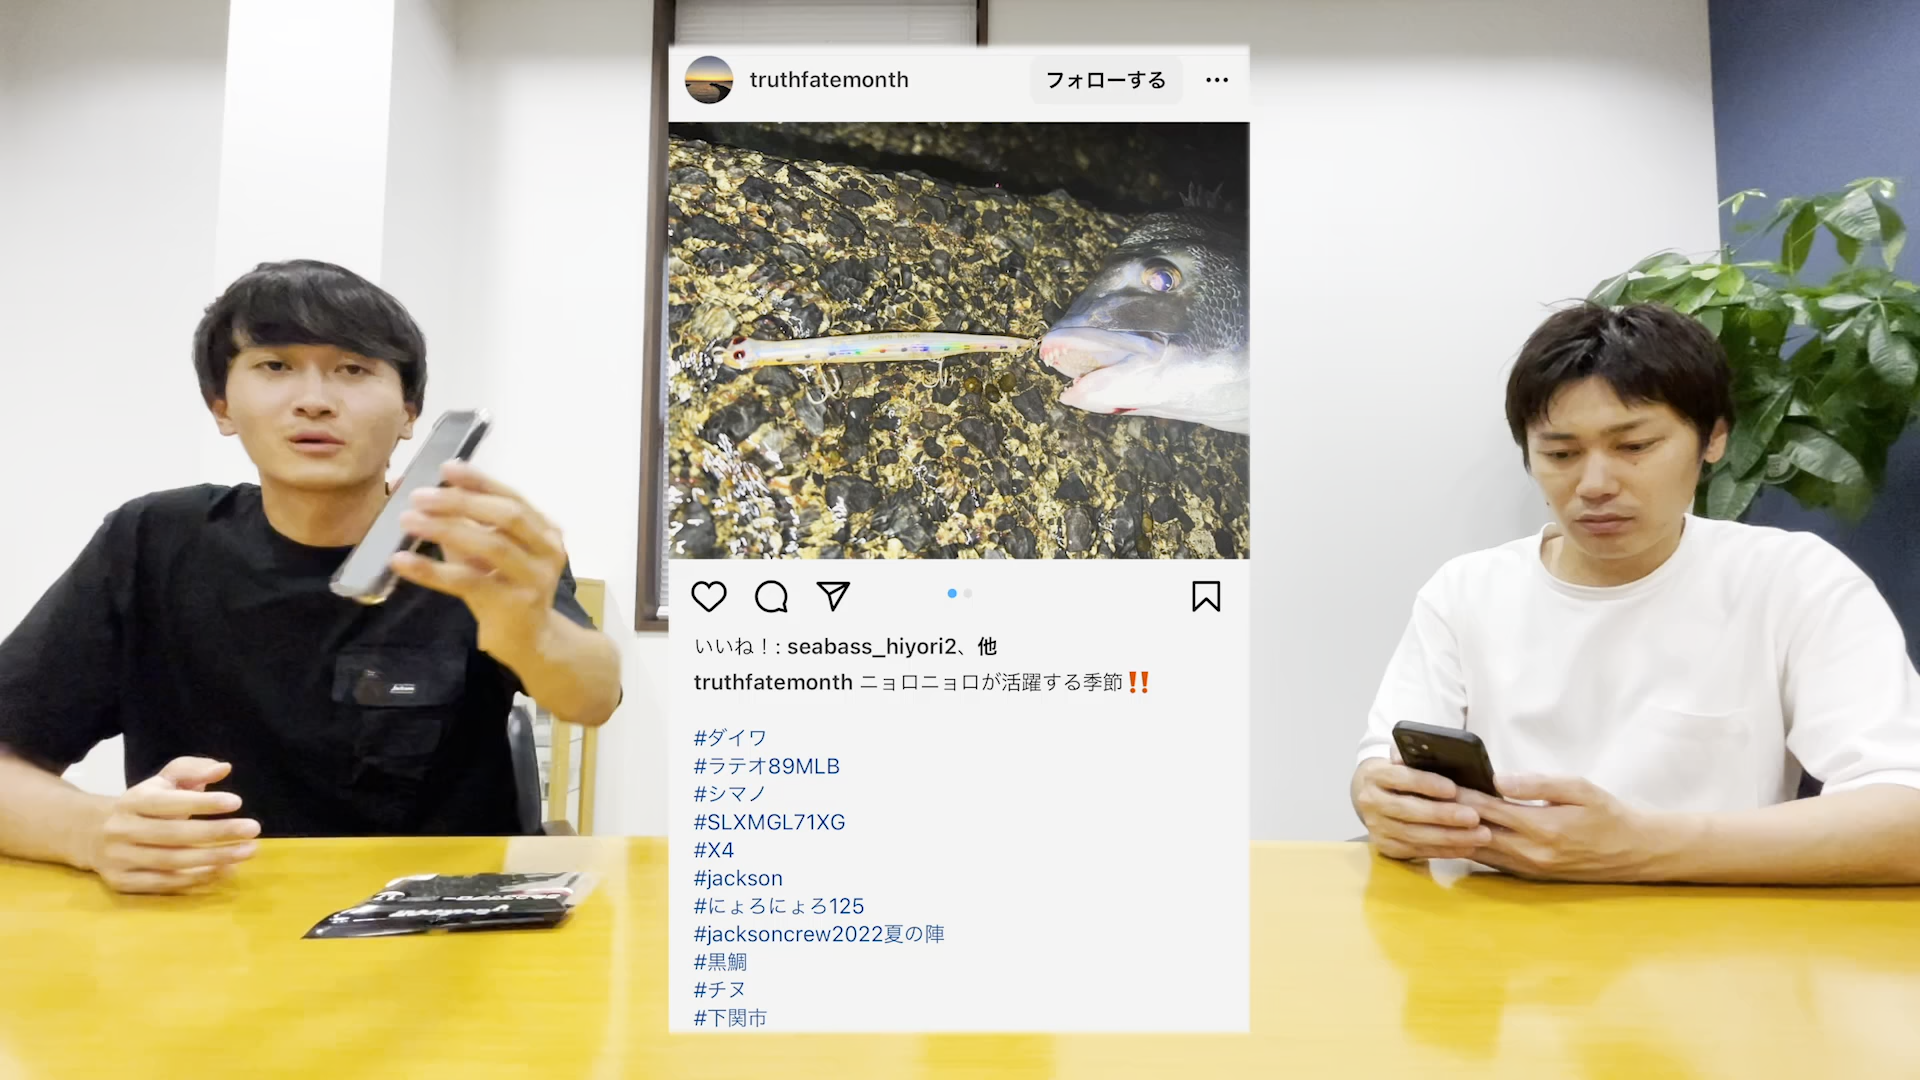 truthfatemonth
フォローする
いいね！: seabass_hiyori2、他
truthfatemonth ニョロニョロが活躍する季節‼️
#ダイワ
#ラテオ89MLB
#シマノ
#SLXMGL71XG
#X4
#jackson
#にょろにょろ125
#jacksoncrew2022夏の陣
#黒鯛
#チヌ
#下関市